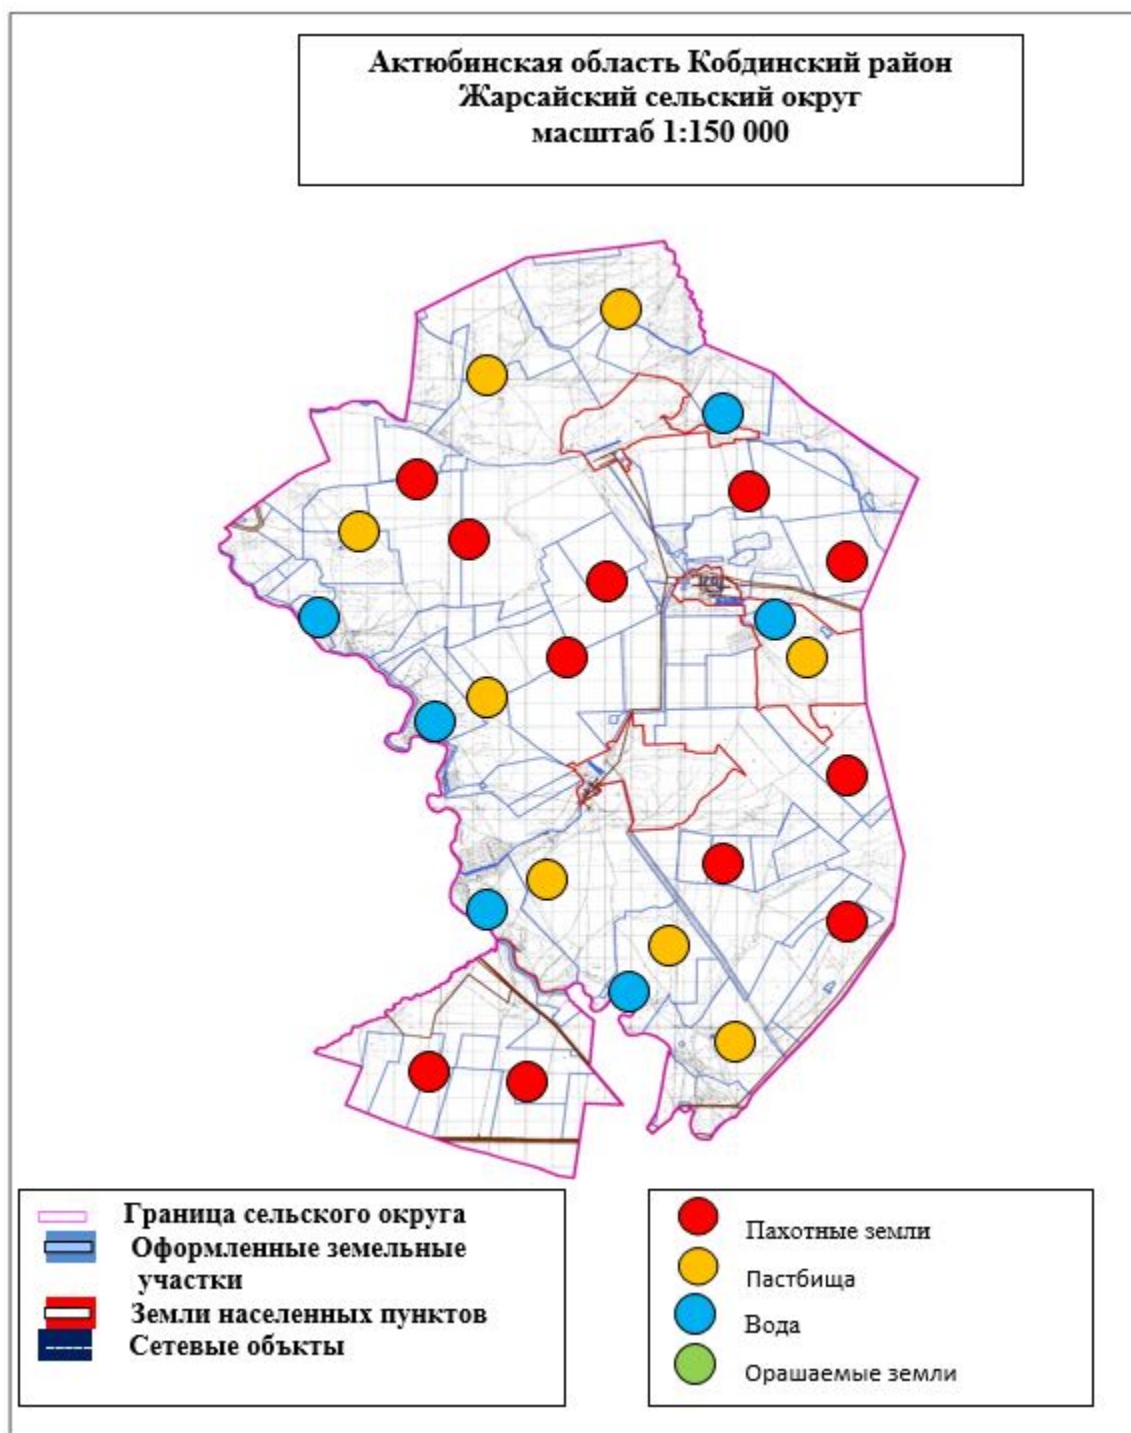 Актюбинская область Кобдинский район
Жарсайский сельский округ
масштаб 1:150 000
Граница сельского округа
Оформленные земельные
участки
Земли населенных пунктов
Сетевые объкты
Пахотные земли
Пастбища
Вода
Орашаемые земли